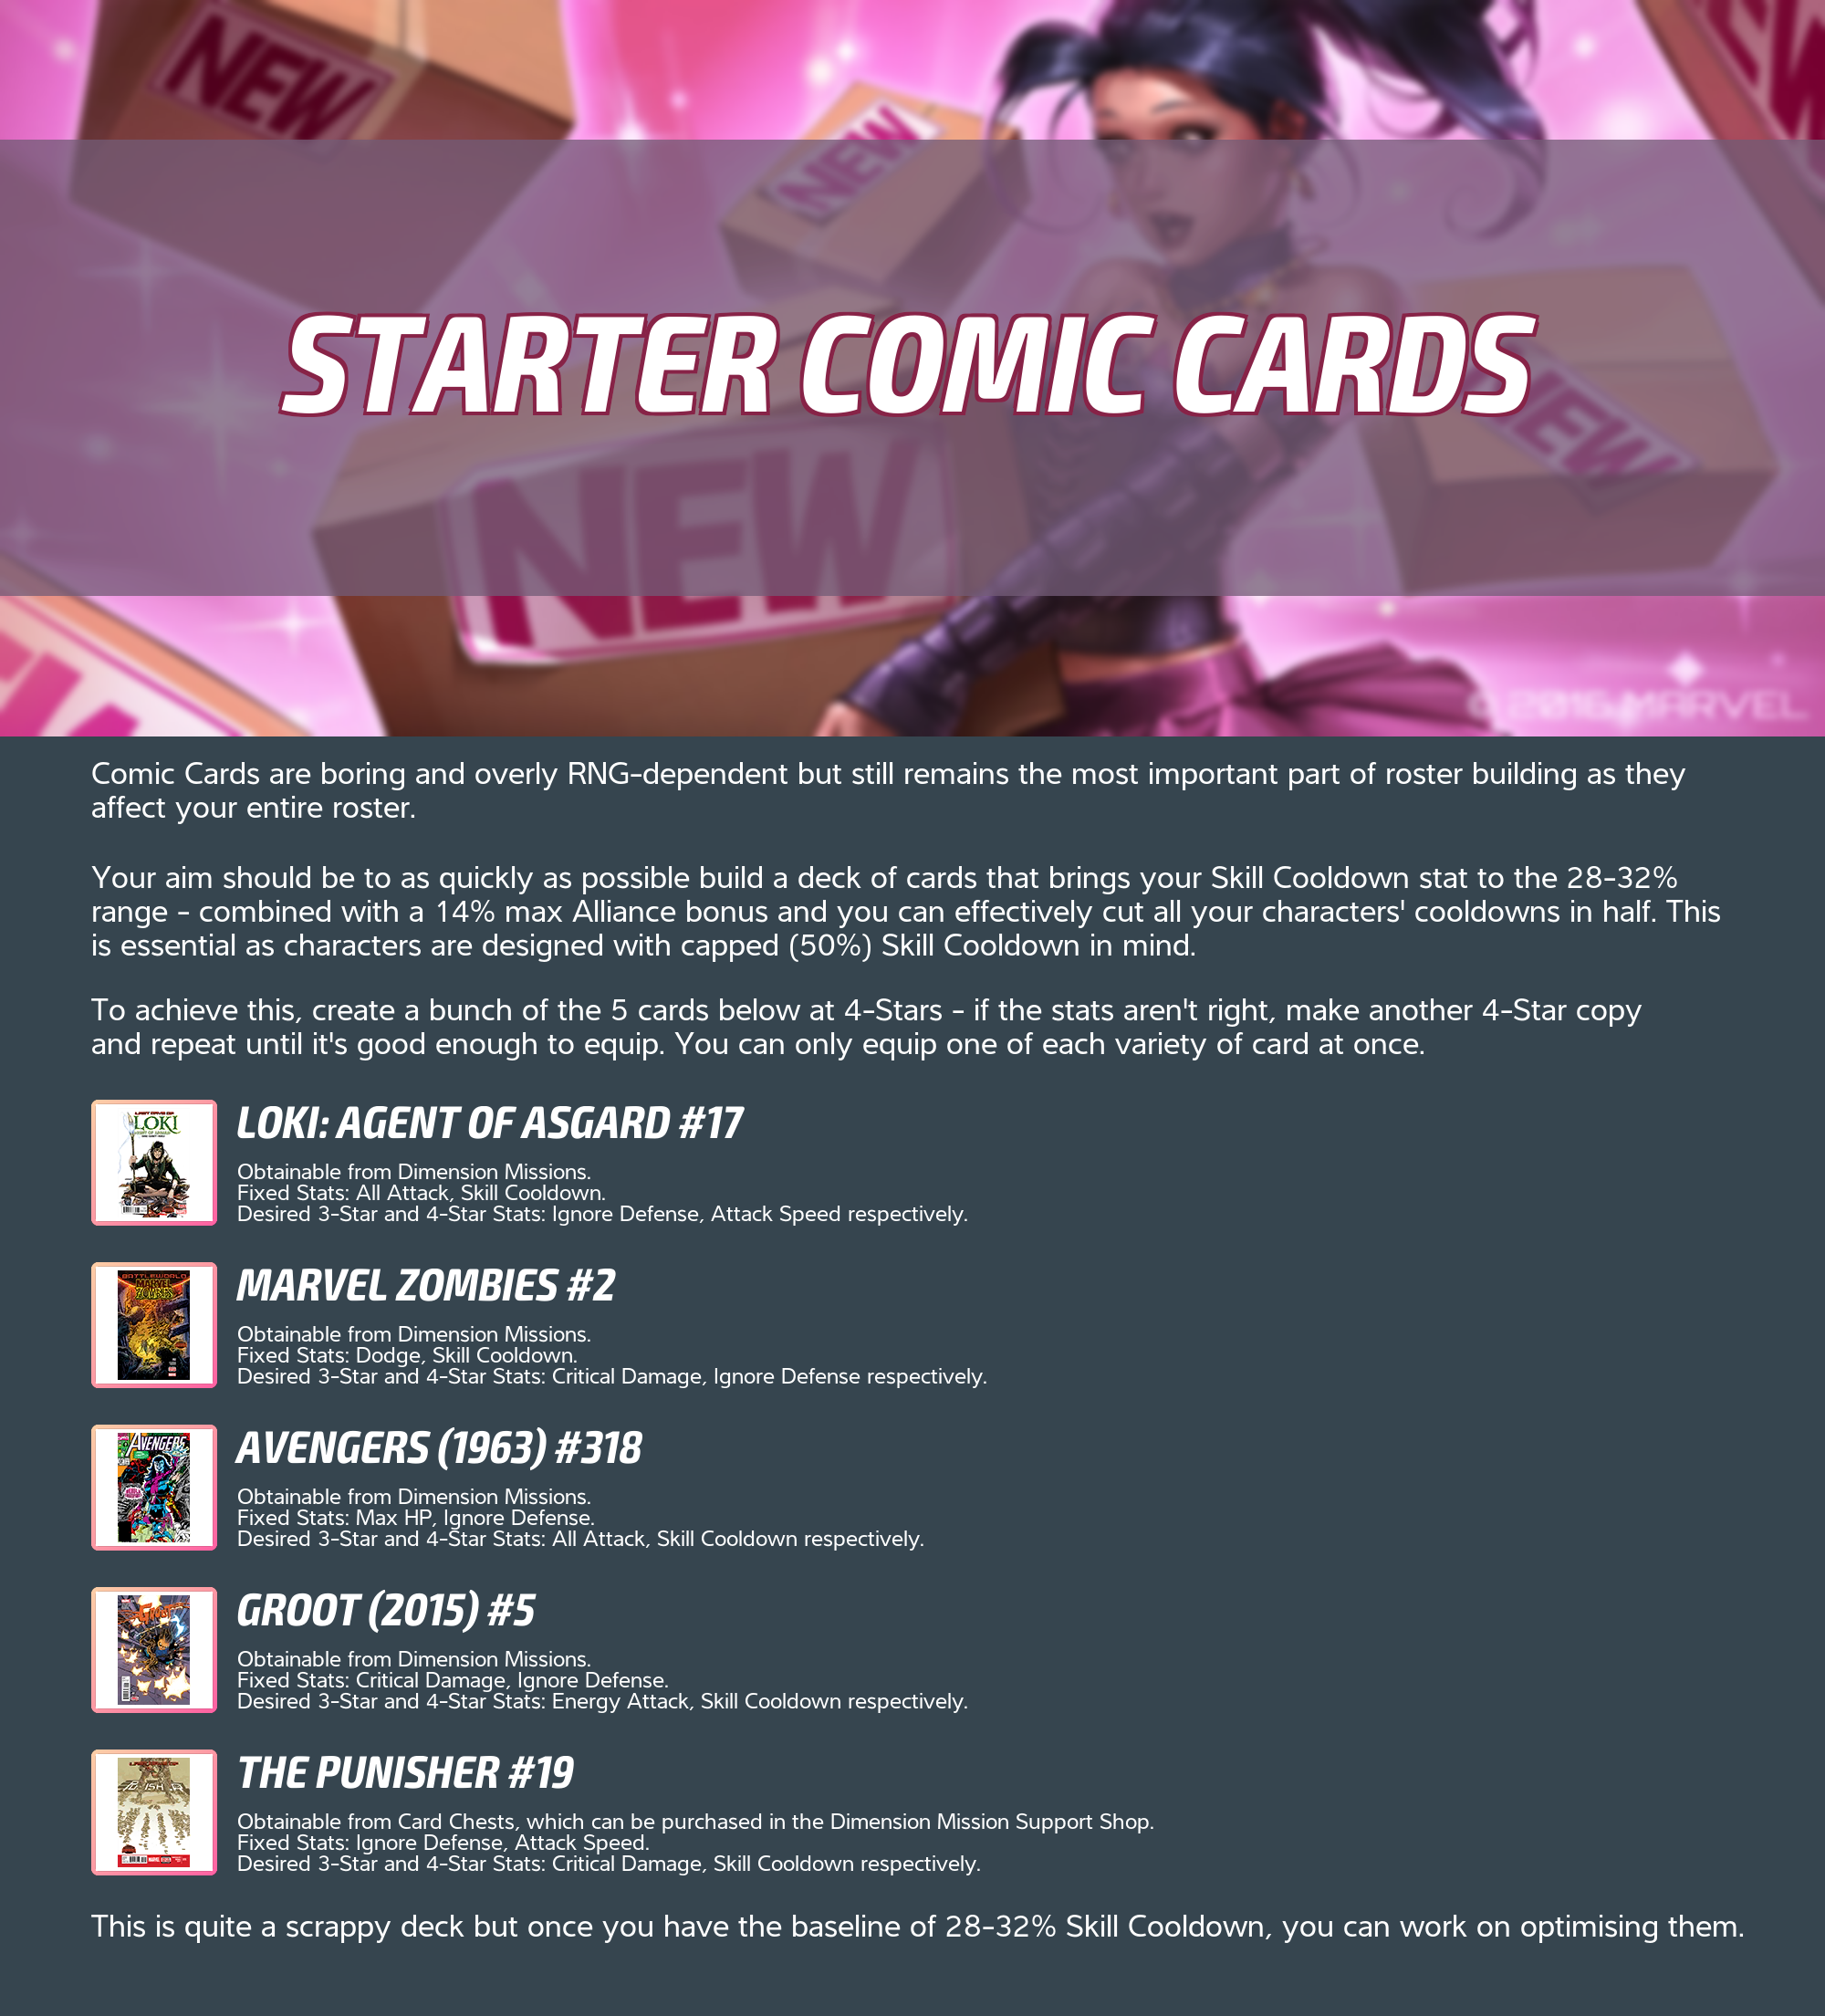 NEW
NEW
STARTER COMIC CARDS
NEW
NEW
© 2016 MARVEL
Comic Cards are boring and overly RNG-dependent but still remains the most important part of roster building as they
affect your entire roster.
Your aim should be to as quickly as possible build a deck of cards that brings your Skill Cooldown stat to the 28-32%
range - combined with a 14% max Alliance bonus and you can effectively cut all your characters' cooldowns in half. This
is essential as characters are designed with capped (50%) Skill Cooldown in mind.
To achieve this, create a bunch of the 5 cards below at 4-Stars - if the stats aren't right, make another 4-Star copy
and repeat until it's good enough to equip. You can only equip one of each variety of card at once.
LOKI
LOKI: AGENT OF ASGARD #17
Obtainable from Dimension Missions.
Fixed Stats: All Attack, Skill Cooldown.
Desired 3-Star and 4-Star Stats: Ignore Defense, Attack Speed respectively.
BATTLEWORLD
MARVEL
ZOMBIES
MARVEL ZOMBIES #2
Obtainable from Dimension Missions.
Fixed Stats: Dodge, Skill Cooldown.
Desired 3-Star and 4-Star Stats: Critical Damage, Ignore Defense respectively.
AVENGERS
AVENGERS (1963) #318
Obtainable from Dimension Missions.
Fixed Stats: Max HP, Ignore Defense.
Desired 3-Star and 4-Star Stats: All Attack, Skill Cooldown respectively.
GROOT
GROOT (2015) #5
Obtainable from Dimension Missions.
Fixed Stats: Critical Damage, Ignore Defense.
Desired 3-Star and 4-Star Stats: Energy Attack, Skill Cooldown respectively.
THE PUNISHER #19
Obtainable from Card Chests, which can be purchased in the Dimension Mission Support Shop.
Fixed Stats: Ignore Defense, Attack Speed.
Desired 3-Star and 4-Star Stats: Critical Damage, Skill Cooldown respectively.
This is quite a scrappy deck but once you have the baseline of 28-32% Skill Cooldown, you can work on optimising them.